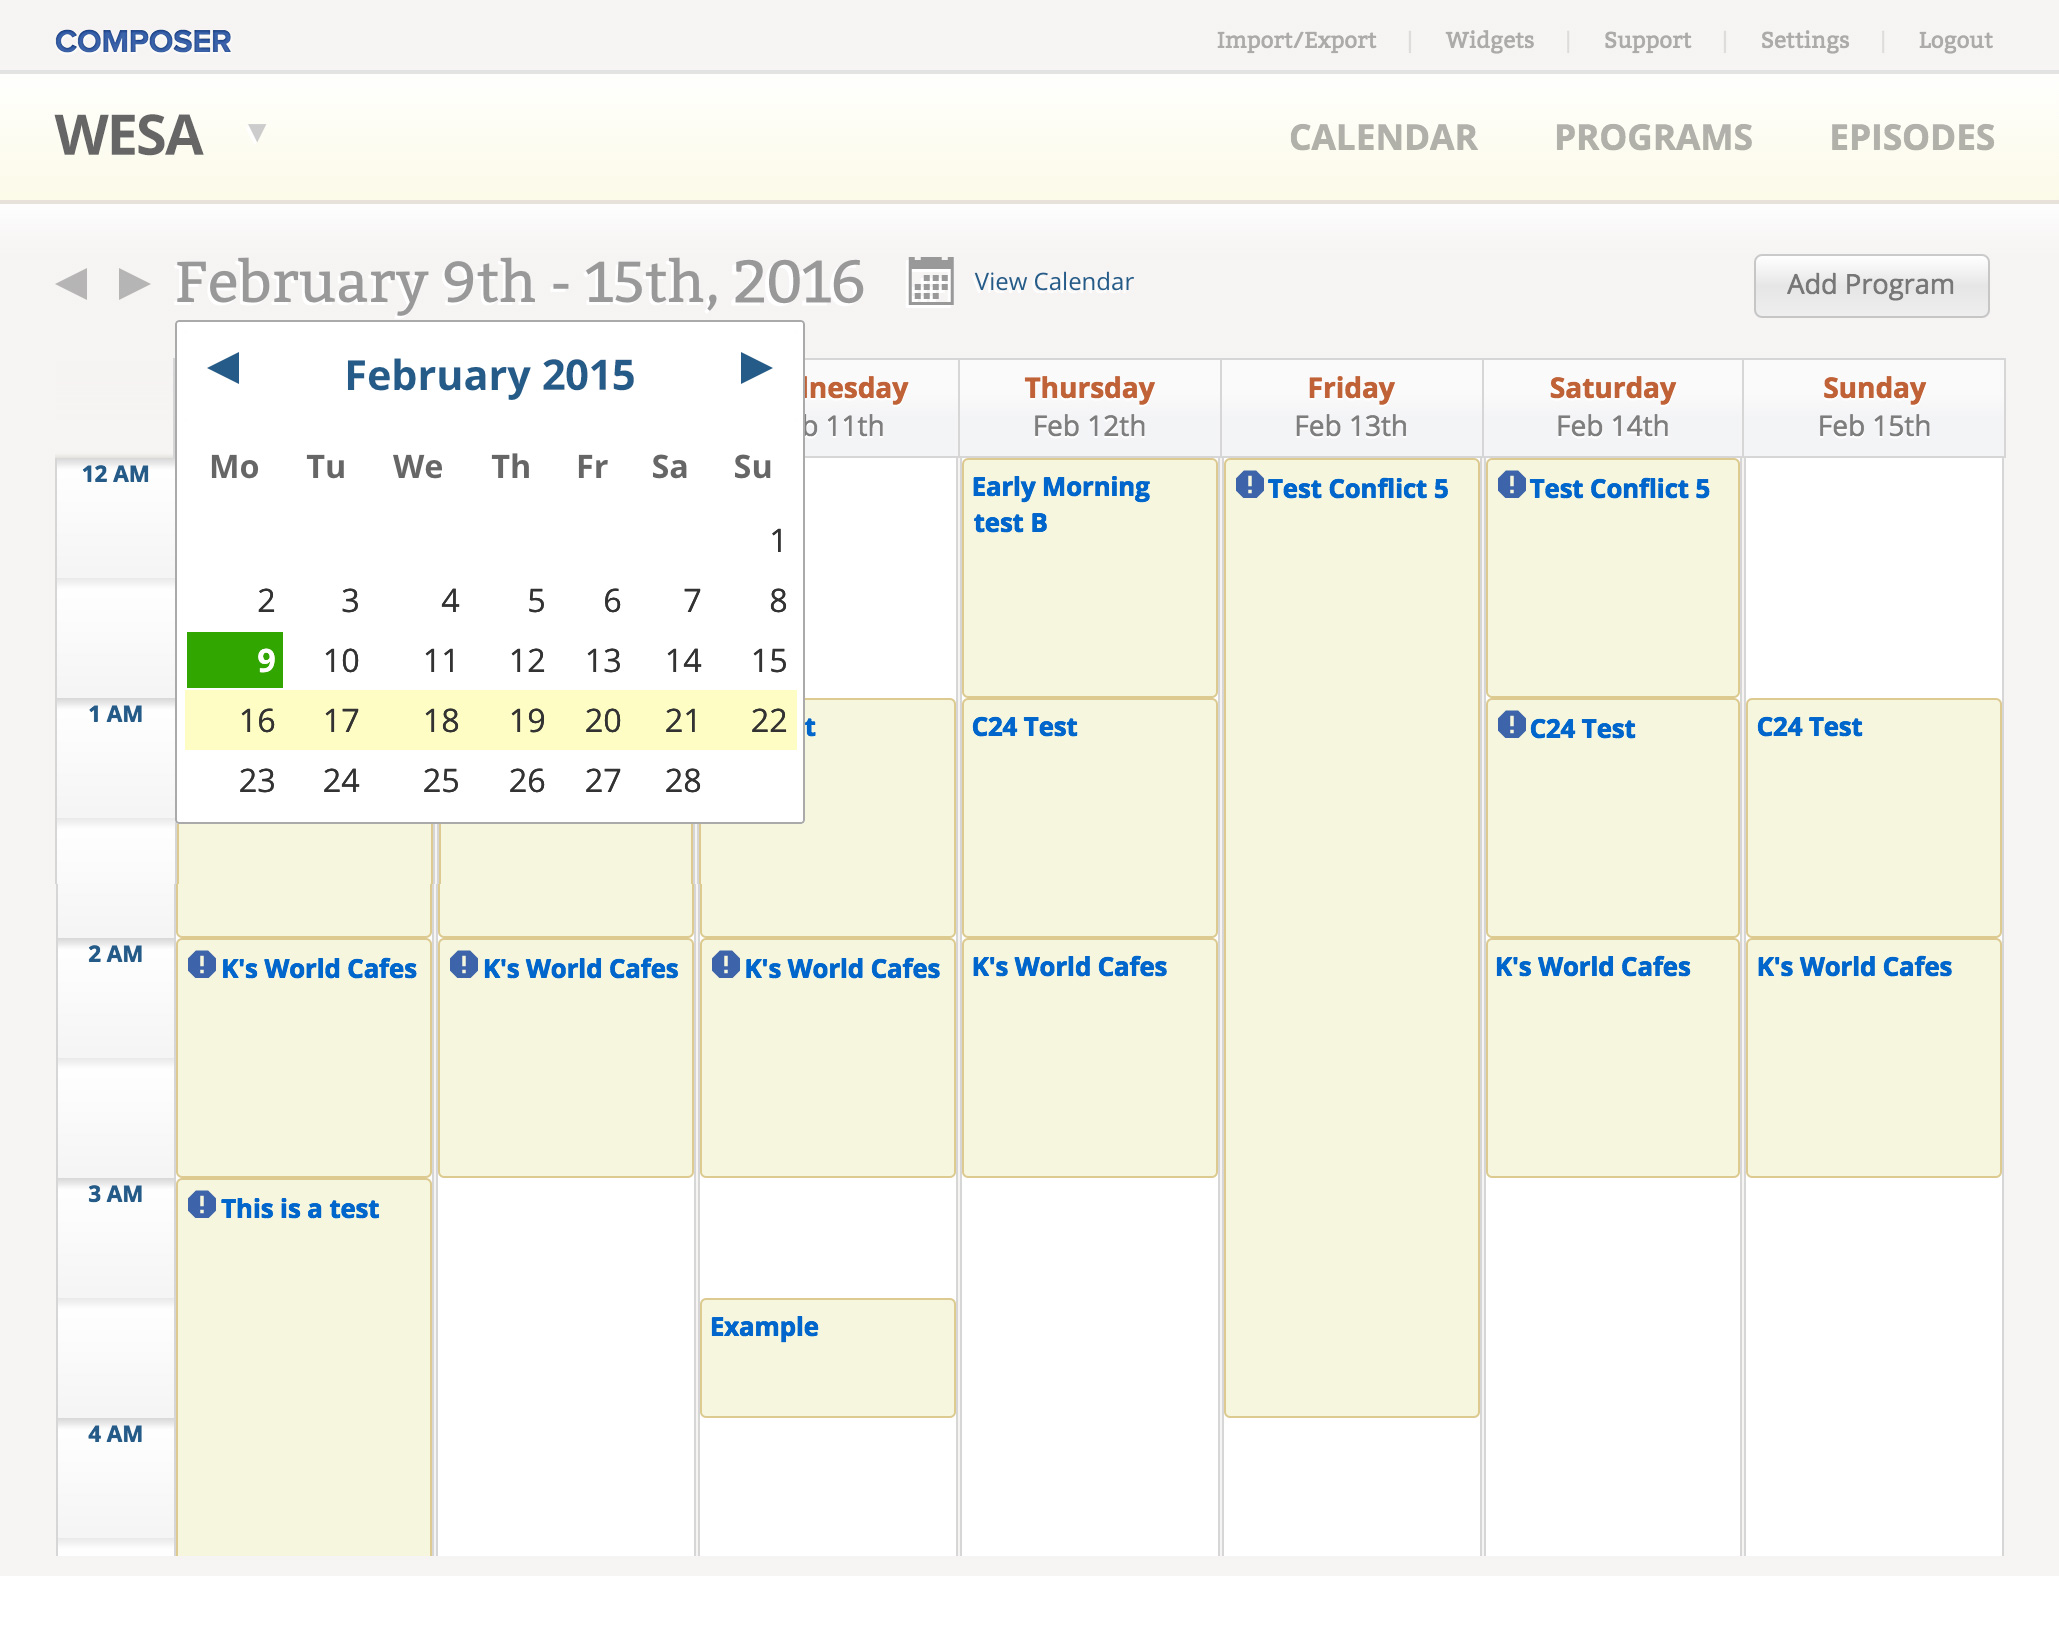 COMPOSER
Import/Export | Widgets | Support | Settings | Logout
WESA
CALENDAR PROGRAMS EPISODES
February 9th - 15th, 2016
View Calendar
Add Program
February 2015
Mo Tu We Th Fr Sa Su
1
2 3 4 5 6 7 8
9 10 11 12 13 14 15
16 17 18 19 20 21 22
23 24 25 26 27 28
nesday Thursday Friday Saturday Sunday
b 11th Feb 12th Feb 13th Feb 14th Feb 15th
12 AM
Early Morning
test B
Test Conflict 5
Test Conflict 5
1 AM
t
C24 Test
C24 Test
C24 Test
2 AM
K's World Cafes
K's World Cafes
K's World Cafes
K's World Cafes
K's World Cafes
K's World Cafes
3 AM
This is a test
Example
4 AM